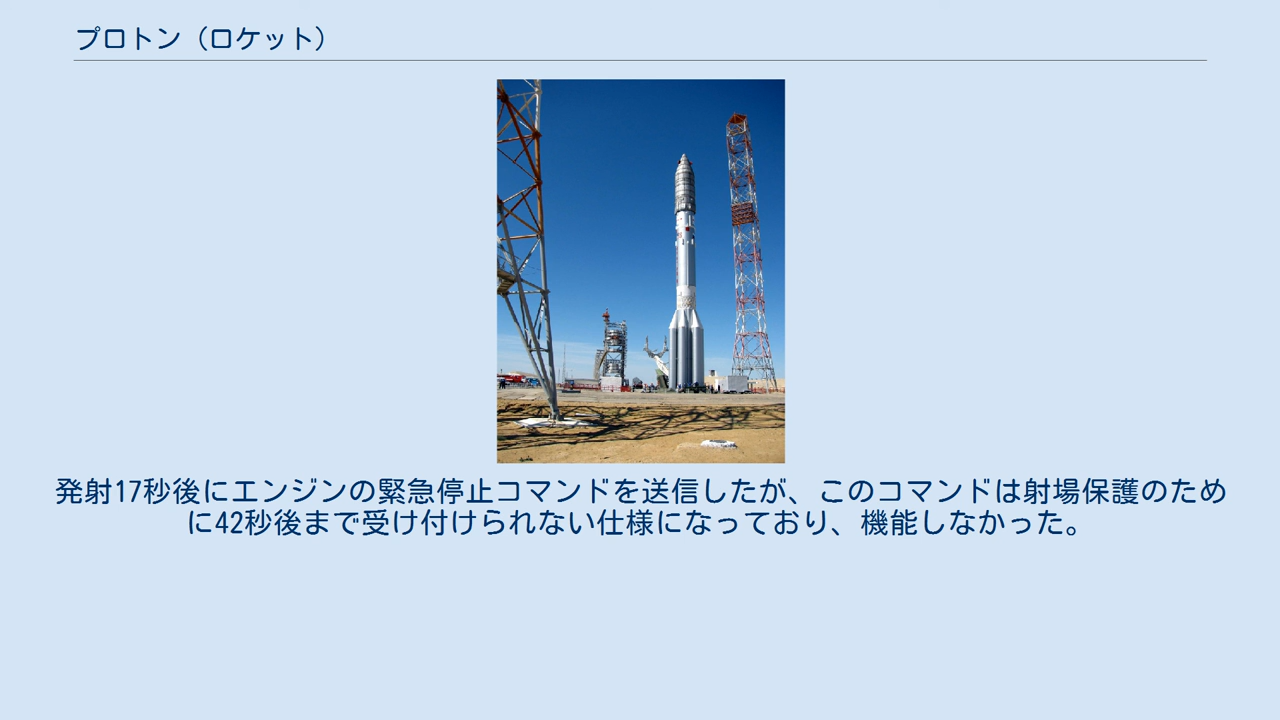 プロトン（ロケット）
発射17秒後にエンジンの緊急停止コマンドを送信したが、このコマンドは射場保護のため
に42秒後まで受け付けられない仕様になっており、機能しなかった。